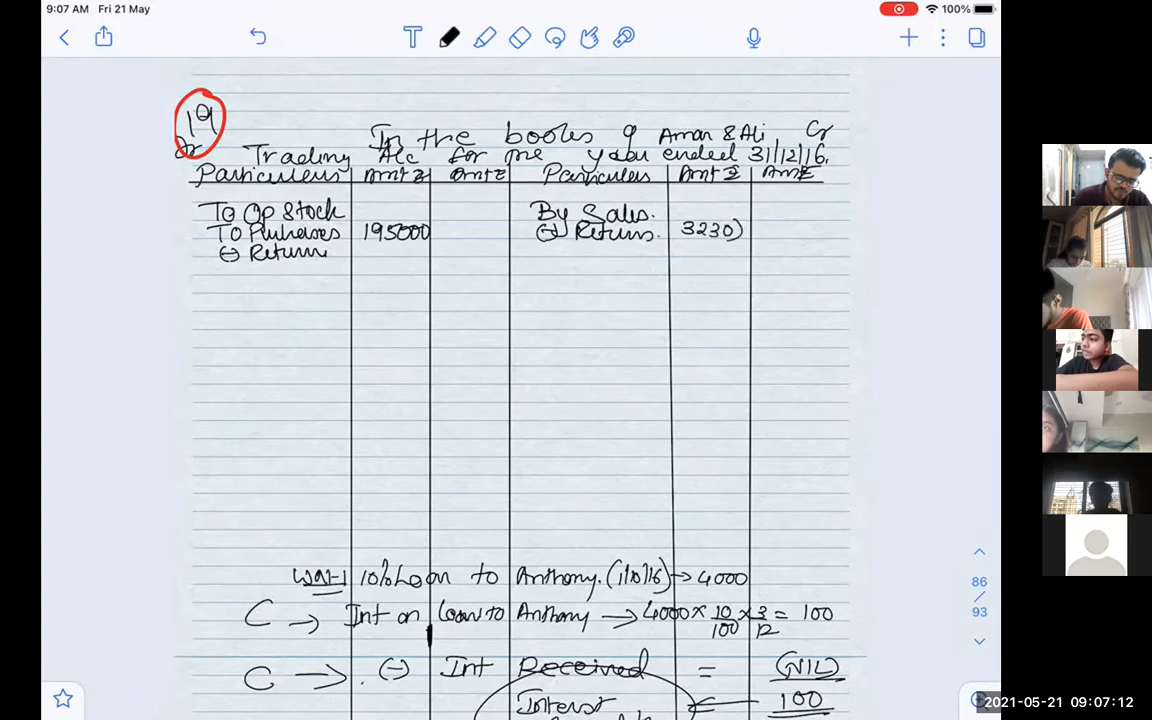 9:07 AM Fri 21 May
100%
19
In the books of Aman & Ali
Dr Cr
Trading A/c for the year ended 31/12/16.
Particulars Amt ₹ Amt ₹ Particulars Amt ₹ Amt ₹
To Op Stock By Sales.
To Purchases 195000 (-) Returns. 3230)
(-) Returns
WN-1 10% Loan to Anthony. (1/10/16) → 4000
C → Int on loan to Anthony → 4000 × 10/100 × 3/12 = 100
C → (-) Int Received = (NIL)
Interest 100
86
/
93
2021-05-21 09:07:12